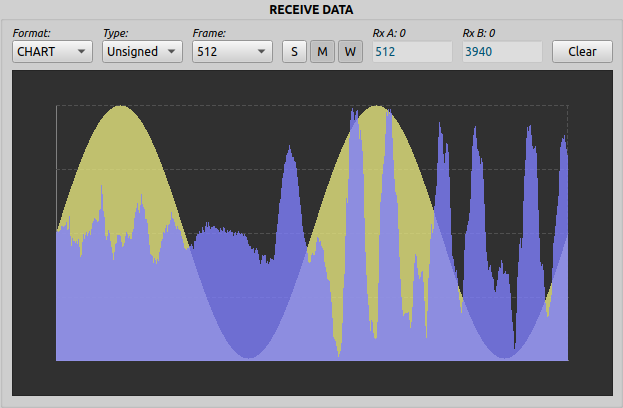 RECEIVE DATA
Format: Type: Frame: Rx A: 0 Rx B: 0
CHART Unsigned 512 S M W 512 3940 Clear